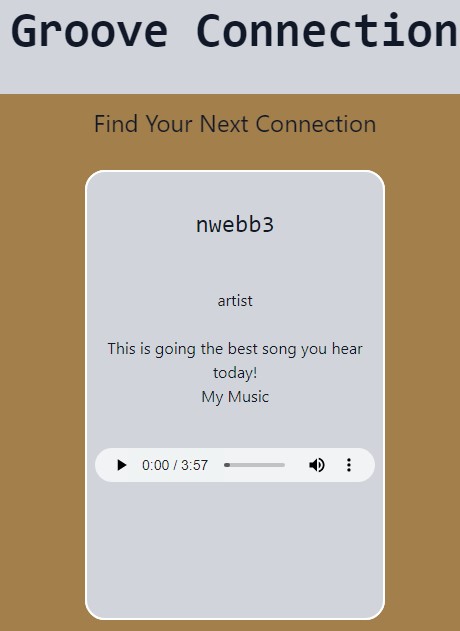 Groove Connection
Find Your Next Connection
nwebb3
artist
This is going the best song you hear
today!
My Music
0:00 / 3:57